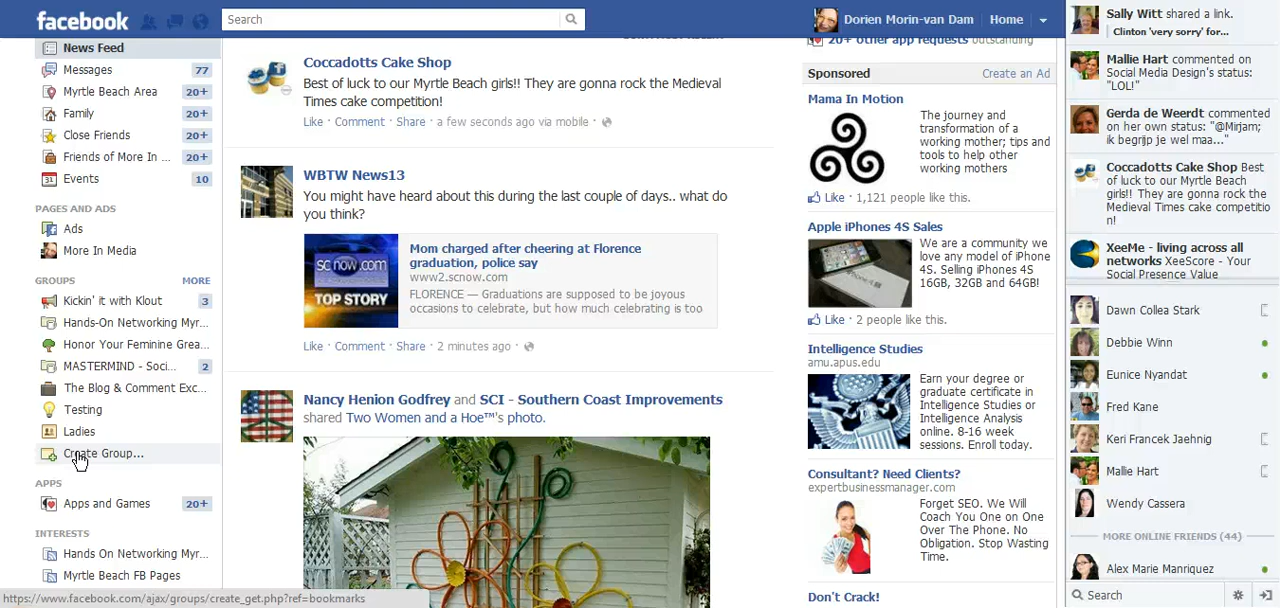 facebook
Search
Dorien Morin-van Dam
Home
News Feed
Messages
77
Myrtle Beach Area
20+
Family
20+
Close Friends
20+
Friends of More In ...
20+
Events
10
PAGES AND ADS
Ads
More In Media
GROUPS
MORE
Kickin' it with Klout
3
Hands-On Networking Myr...
Honor Your Feminine Grea...
MASTERMIND - Soci...
2
The Blog & Comment Exc...
Testing
Ladies
Create Group...
APPS
Apps and Games
20+
INTERESTS
Hands On Networking Myr...
Myrtle Beach FB Pages
https://www.facebook.com/ajax/groups/create_get.php?ref=bookmarks
Coccadotts Cake Shop
Best of luck to our Myrtle Beach girls!! They are gonna rock the Medieval
Times cake competition!
Like · Comment · Share · a few seconds ago via mobile ·
WBTW News13
You might have heard about this during the last couple of days.. what do
you think?
sc now.com
TOP STORY
Mom charged after cheering at Florence
graduation, police say
www2.scnow.com
FLORENCE — Graduations are supposed to be joyous
occasions to celebrate, but how much celebrating is too
Like · Comment · Share · 2 minutes ago ·
Nancy Henion Godfrey and SCI - Southern Coast Improvements
shared Two Women and a Hoe™'s photo.
20+ other app requests outstanding
Sponsored
Create an Ad
Mama In Motion
The journey and
transformation of a
working mother; tips and
tools to help other
working mothers
Like · 1,121 people like this.
Apple iPhones 4S Sales
We are a community we
love any model of iPhone
4S. Selling iPhones 4S
16GB, 32GB and 64GB!
Like · 2 people like this.
Intelligence Studies
amu.apus.edu
Earn your degree or
graduate certificate in
Intelligence Studies or
Intelligence Analysis
online. 8-16 week
sessions. Enroll today.
Consultant? Need Clients?
expertbusinessmanager.com
Forget SEO. We Will
Coach You One on One
Over The Phone. No
Obligation. Stop Wasting
Time.
Don't Crash!
Sally Witt shared a link.
Clinton 'very sorry' for...
Mallie Hart commented on
Social Media Design's status:
"LOL!"
Gerda de Weerdt commented
on her own status: "@Mirjam;
ik begrijp je wel maa..."
Coccadotts Cake Shop Best
of luck to our Myrtle Beach
girls!! They are gonna rock the
Medieval Times cake competitio
n!
XeeMe - living across all
networks XeeScore - Your
Social Presence Value
Dawn Collea Stark
Debbie Winn
Eunice Nyandat
Fred Kane
Keri Francek Jaehnig
Mallie Hart
Wendy Cassera
MORE ONLINE FRIENDS (44)
Alex Marie Manriquez
Search